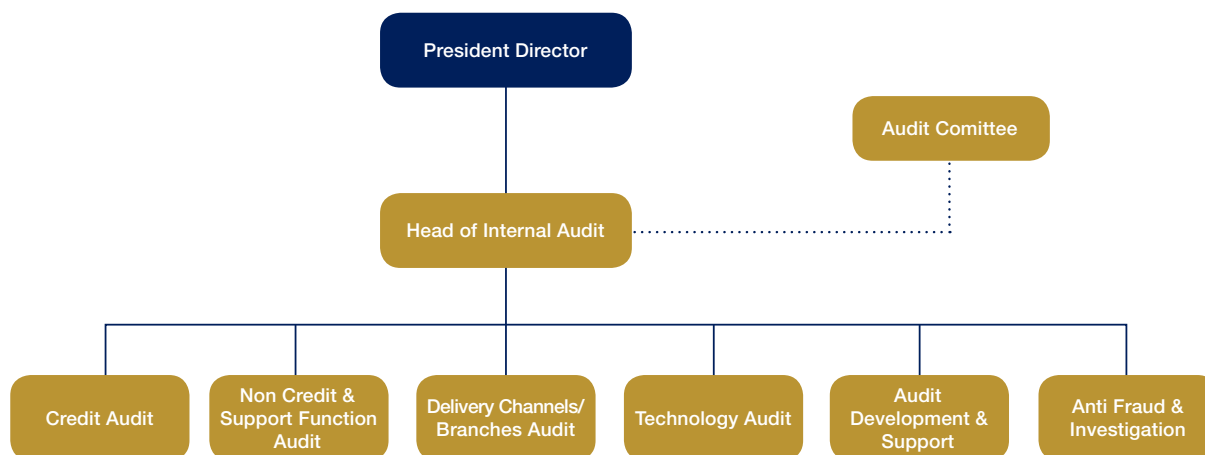 President Director
Audit Comittee
Head of Internal Audit
Credit Audit
Non Credit &
Support Function
Audit
Delivery Channels/
Branches Audit
Technology Audit
Audit
Development &
Support
Anti Fraud &
Investigation